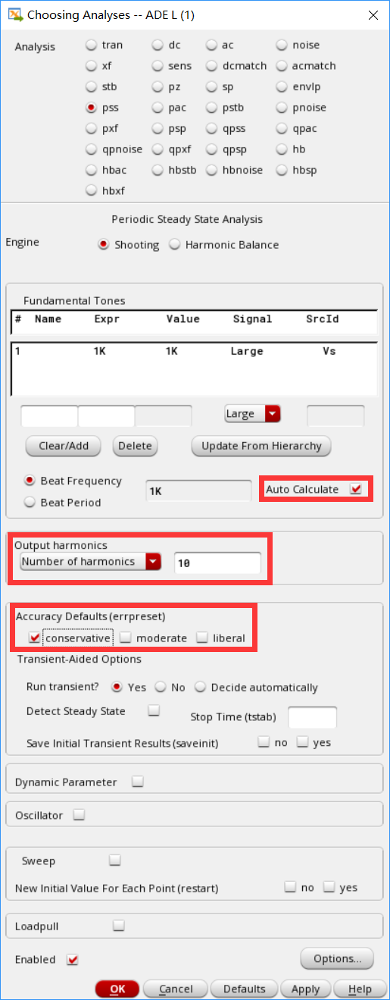 Choosing Analyses -- ADE L (1)
Analysis tran dc ac noise
xf sens dcmatch acmatch
stb pz sp envlp
pss pac pstb pnoise
pxf psp qpss qpac
qpnoise qpxf qpsp hb
hbac hbstb hbnoise hbsp
hbxf
Periodic Steady State Analysis
Engine Shooting Harmonic Balance
Fundamental Tones
# Name Expr Value Signal SrcId
1 1K 1K Large Vs
Large
Clear/Add Delete Update From Hierarchy
Beat Frequency 1K Auto Calculate
Beat Period
Output harmonics
Number of harmonics 10
Accuracy Defaults (errpreset)
conservative moderate liberal
Transient-Aided Options
Run transient? Yes No Decide automatically
Detect Steady State Stop Time (tstab)
Save Initial Transient Results (saveinit) no yes
Dynamic Parameter
Oscillator
Sweep
New Initial Value For Each Point (restart) no yes
Loadpull
Enabled Options...
OK Cancel Defaults Apply Help